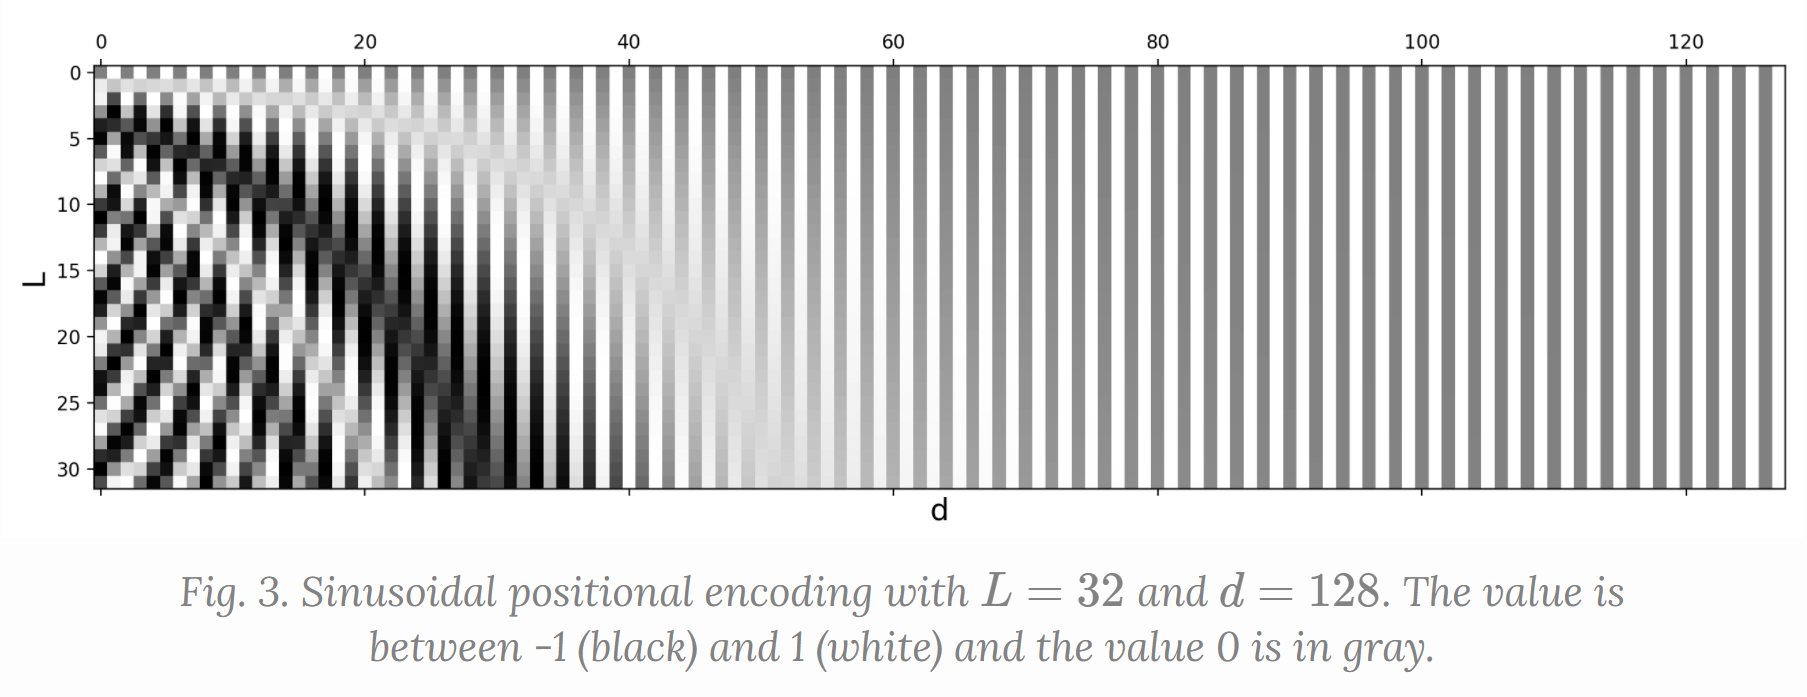 0 20 40 60 80 100 120
0
5
10
15
20
25
30
L
d
Fig. 3. Sinusoidal positional encoding with L = 32 and d = 128. The value is
between -1 (black) and 1 (white) and the value 0 is in gray.